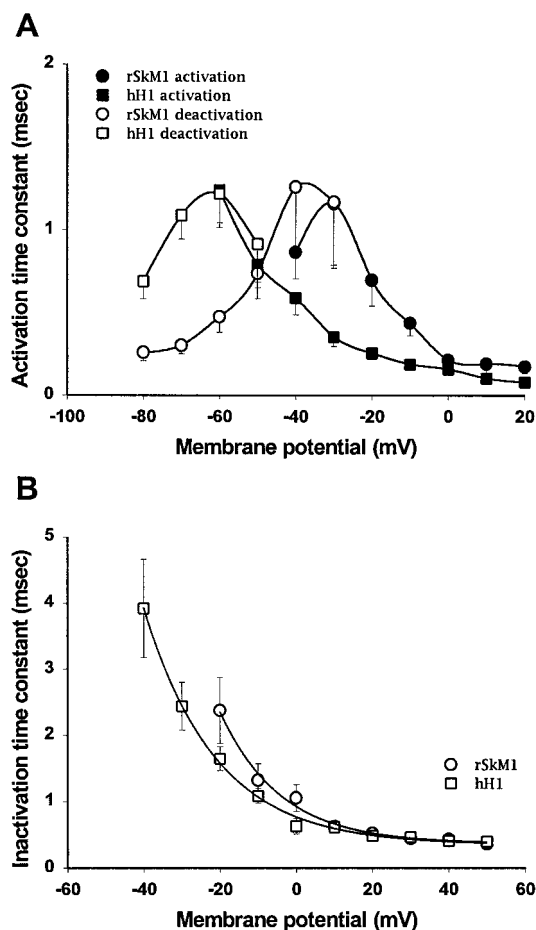 A
rSkM1 activation
hH1 activation
rSkM1 deactivation
hH1 deactivation
Activation time constant (msec)
2
1
0
-100 -80 -60 -40 -20 0 20
Membrane potential (mV)
B
Inactivation time constant (msec)
5
4
3
2
1
0
rSkM1
hH1
-60 -40 -20 0 20 40 60
Membrane potential (mV)